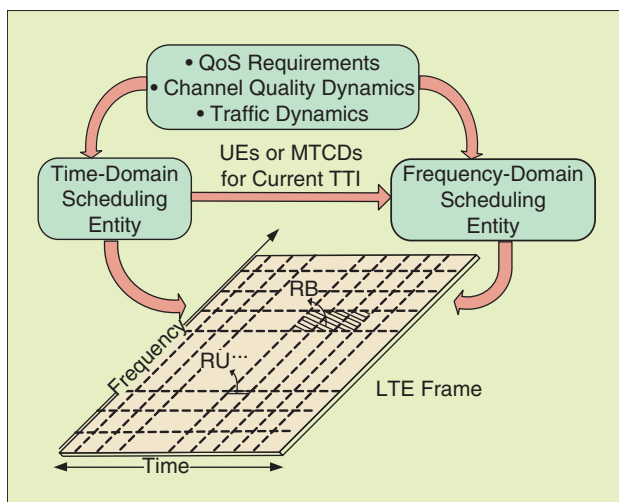 • QoS Requirements
• Channel Quality Dynamics
• Traffic Dynamics
UEs or MTCDs
for Current TTI
Time-Domain
Scheduling
Entity
Frequency-Domain
Scheduling
Entity
RB
RU
...
Frequency
LTE Frame
Time